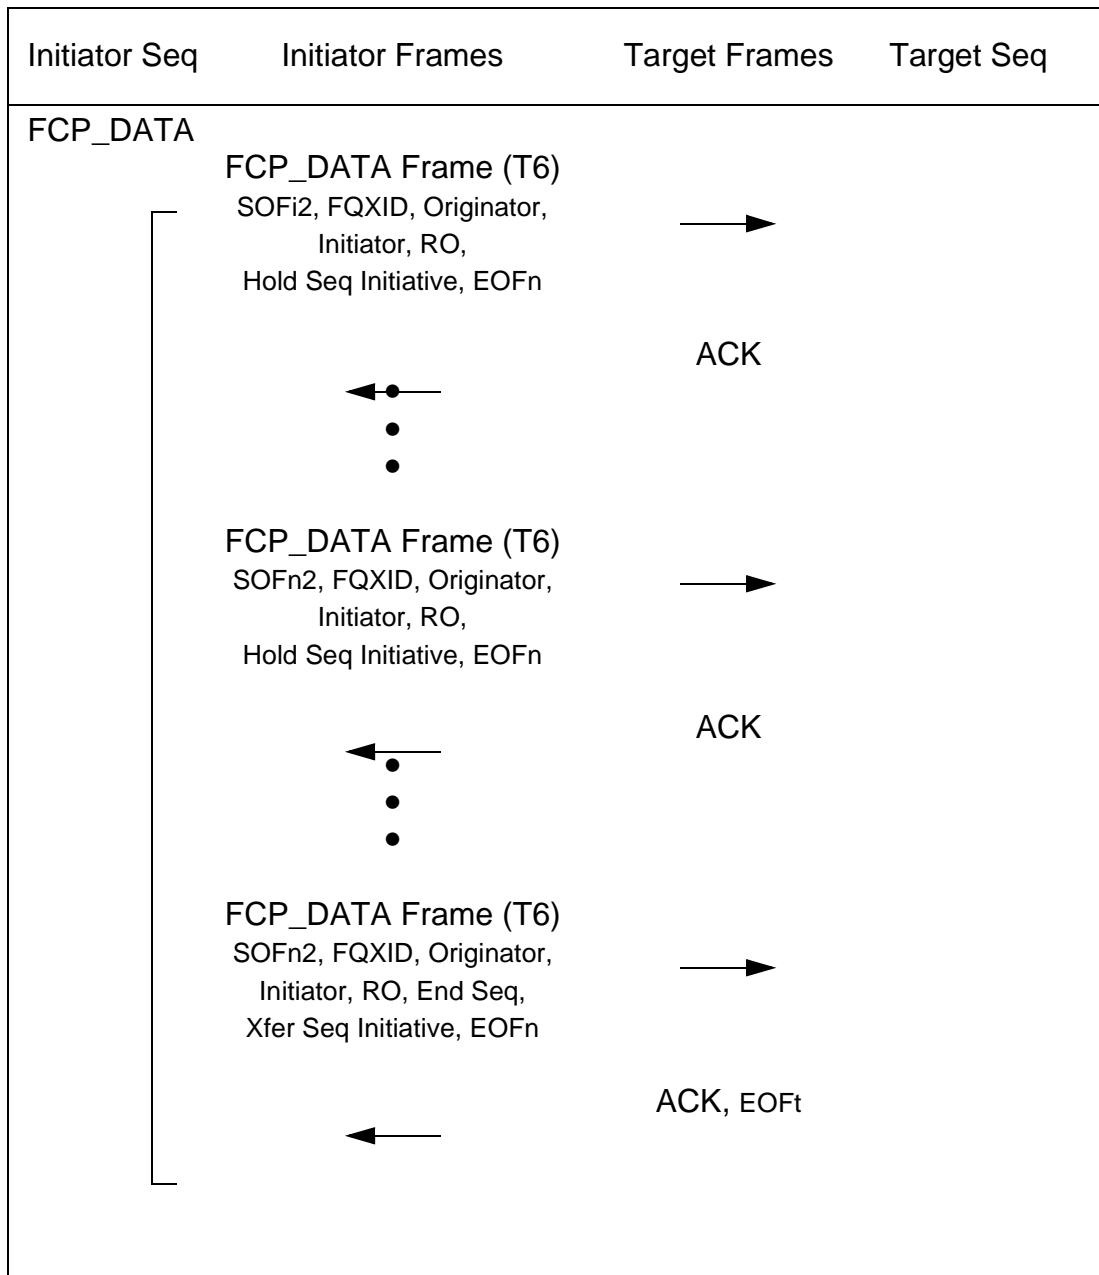 Initiator Seq Initiator Frames Target Frames Target Seq
FCP_DATA
FCP_DATA Frame (T6)
SOFi2, FQXID, Originator,
Initiator, RO,
Hold Seq Initiative, EOFn
ACK
FCP_DATA Frame (T6)
SOFn2, FQXID, Originator,
Initiator, RO,
Hold Seq Initiative, EOFn
ACK
FCP_DATA Frame (T6)
SOFn2, FQXID, Originator,
Initiator, RO, End Seq,
Xfer Seq Initiative, EOFn
ACK, EOFt